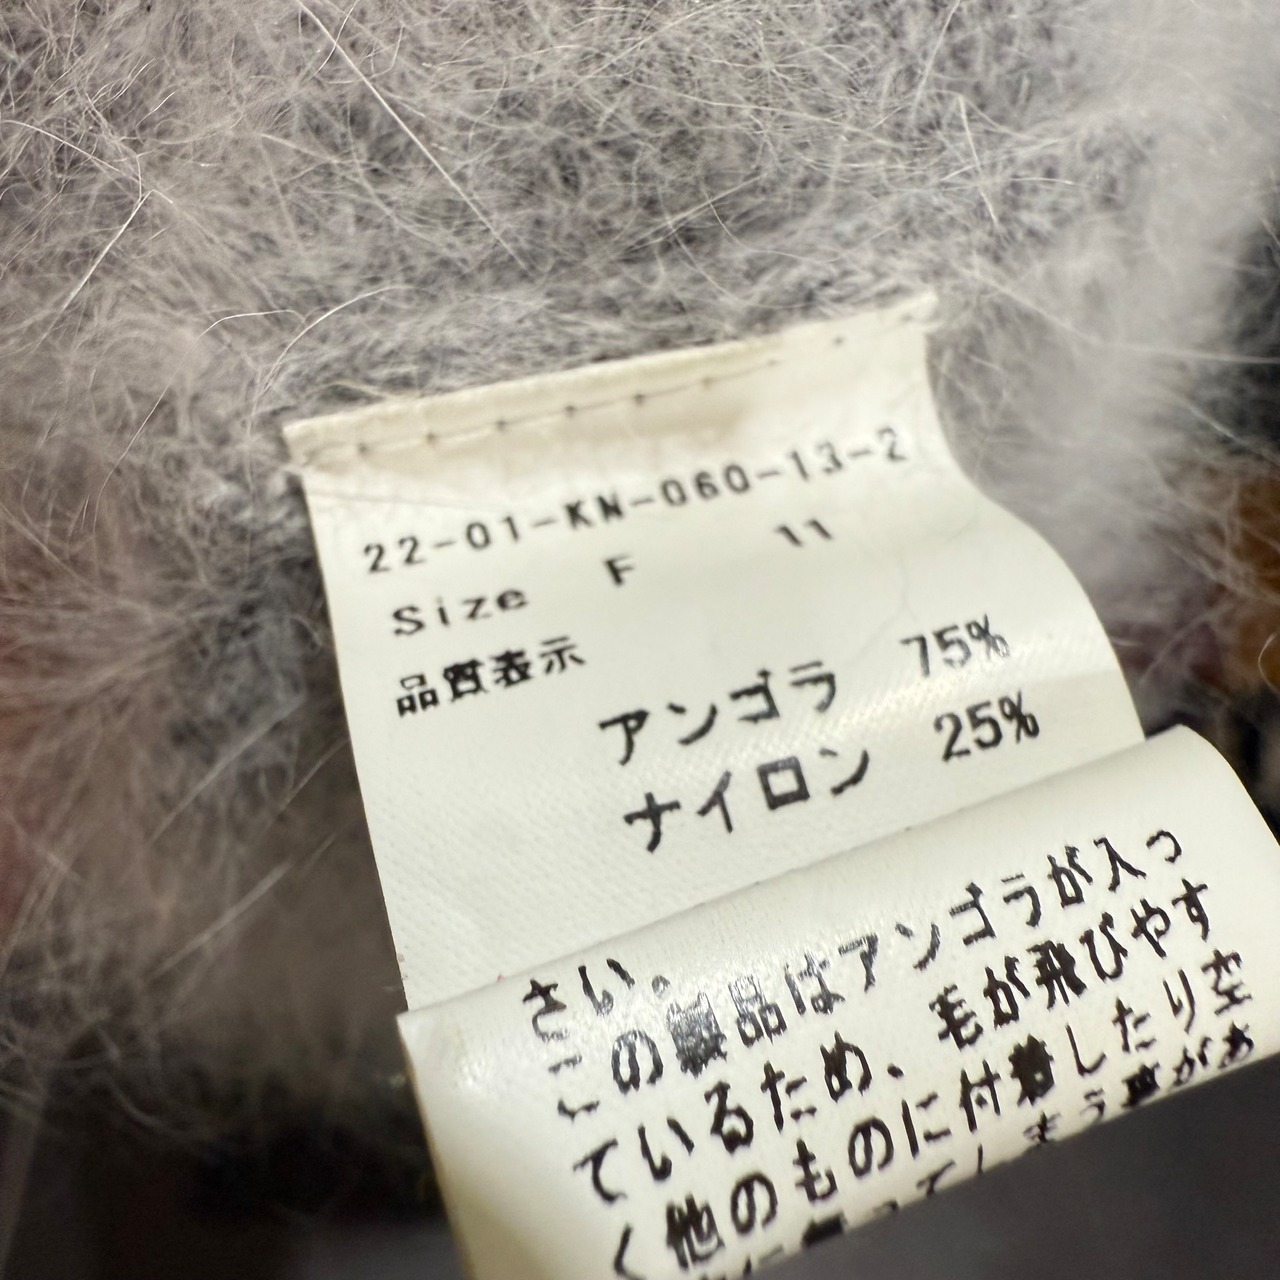 22-01-KN-060-13-2
Size F 11
品質表示
アンゴラ 75%
ナイロン 25%
さい。
この製品はアンゴラが入っ
ているため、毛が飛びやす
く他のものに付着したり空